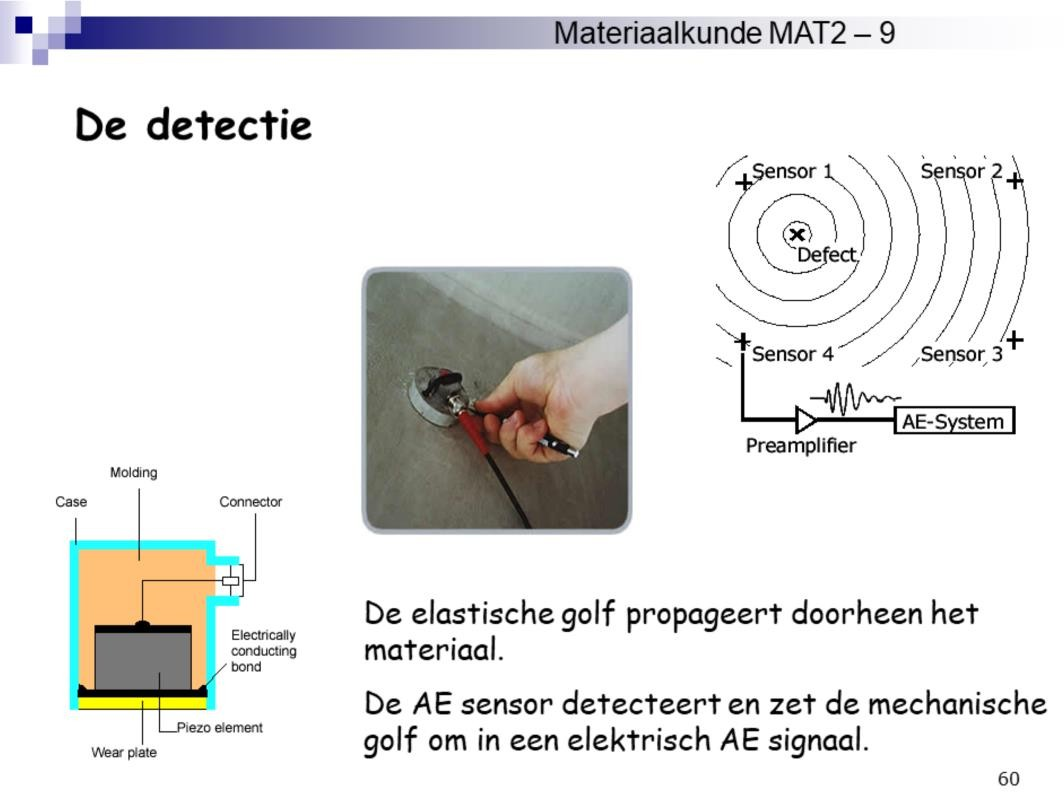 Materiaalkunde MAT2 – 9
De detectie
Sensor 1
Sensor 2
Defect
Sensor 4
Sensor 3
AE-System
Preamplifier
Molding
Case
Connector
Electrically
conducting
bond
Piezo element
Wear plate
De elastische golf propageert doorheen het
materiaal.
De AE sensor detecteert en zet de mechanische
golf om in een elektrisch AE signaal.
60